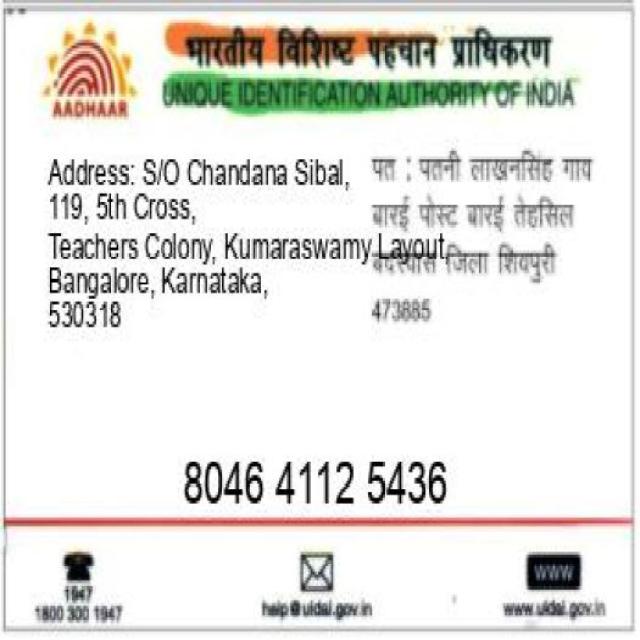 भारतीय विशिष्ट पहचान प्राधिकरण
AADHAAR
UNIQUE IDENTIFICATION AUTHORITY OF INDIA
Address: S/O Chandana Sibal,
119, 5th Cross,
Teachers Colony, Kumaraswamy Layout,
Bangalore, Karnataka,
530318
पत : पतनी लाखनसिंह गाय
बारई पोस्ट बारई तेहसिल
बदरवास जिला शिवपुरी
473885
8046 4112 5436
1947
1800 300 1947
help@uidai.gov.in
WWW
www.uidai.gov.in